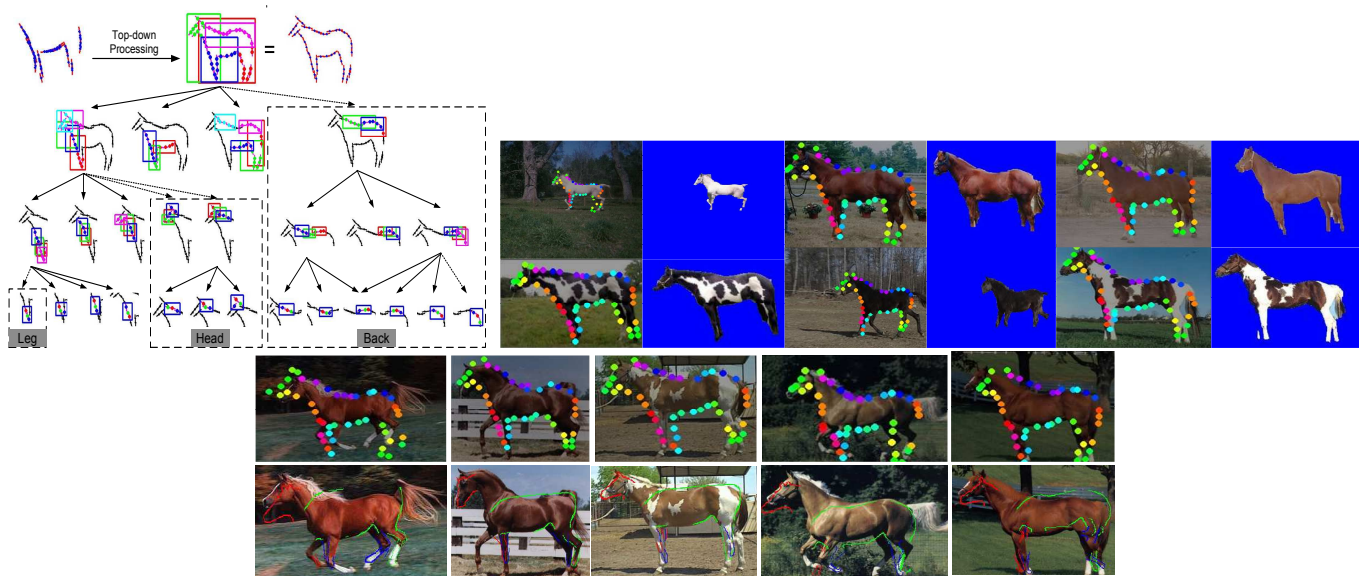 Top-down
Processing
=
Leg
Head
Back